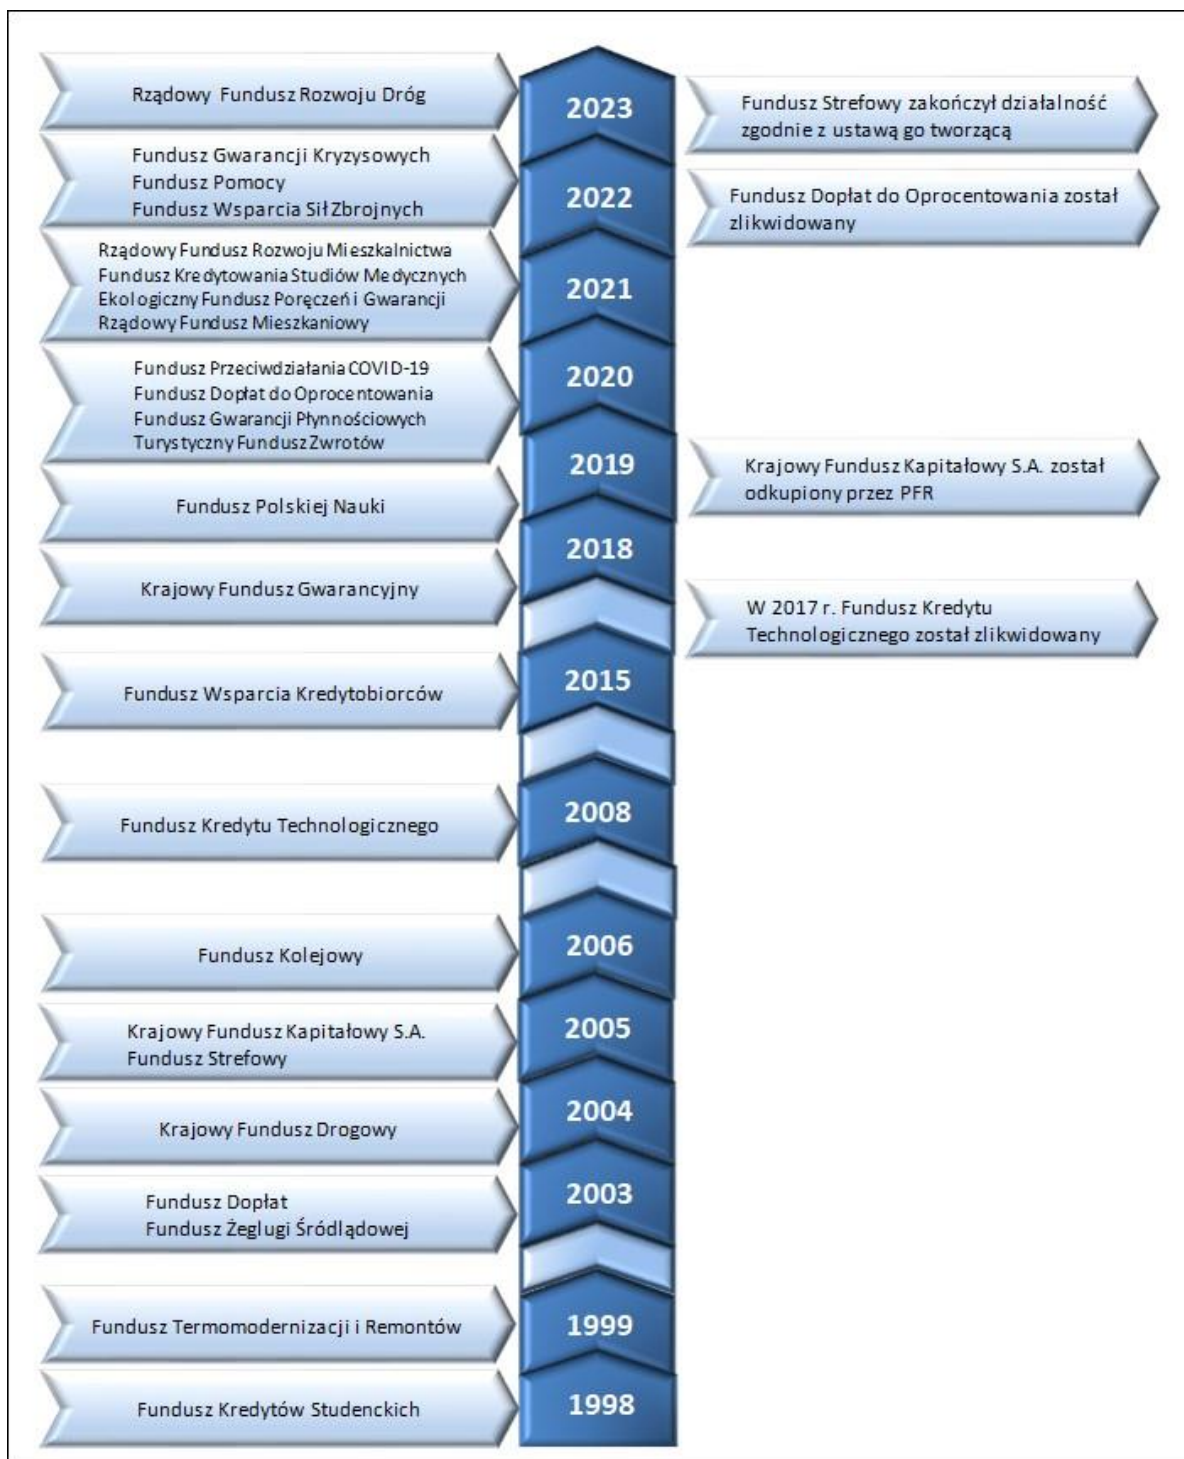 Rządowy Fundusz Rozwoju Dróg
2023
Fundusz Strefowy zakończył działalność
zgodnie z ustawą go tworzącą
Fundusz Gwarancji Kryzysowych
Fundusz Pomocy
Fundusz Wsparcia Sił Zbrojnych
2022
Fundusz Dopłat do Oprocentowania został
zlikwidowany
Rządowy Fundusz Rozwoju Mieszkalnictwa
Fundusz Kredytowania Studiów Medycznych
Ekologiczny Fundusz Poręczeń i Gwarancji
Rządowy Fundusz Mieszkaniowy
2021
Fundusz Przeciwdziałania COVID-19
Fundusz Dopłat do Oprocentowania
Fundusz Gwarancji Płynnościowych
Turystyczny Fundusz Zwrotów
2020
Fundusz Polskiej Nauki
2019
Krajowy Fundusz Kapitałowy S.A. został
odkupiony przez PFR
Krajowy Fundusz Gwarancyjny
2018
W 2017 r. Fundusz Kredytu
Technologicznego został zlikwidowany
Fundusz Wsparcia Kredytobiorców
2015
Fundusz Kredytu Technologicznego
2008
Fundusz Kolejowy
2006
Krajowy Fundusz Kapitałowy S.A.
Fundusz Strefowy
2005
Krajowy Fundusz Drogowy
2004
Fundusz Dopłat
Fundusz Żeglugi Śródlądowej
2003
Fundusz Termomodernizacji i Remontów
1999
Fundusz Kredytów Studenckich
1998